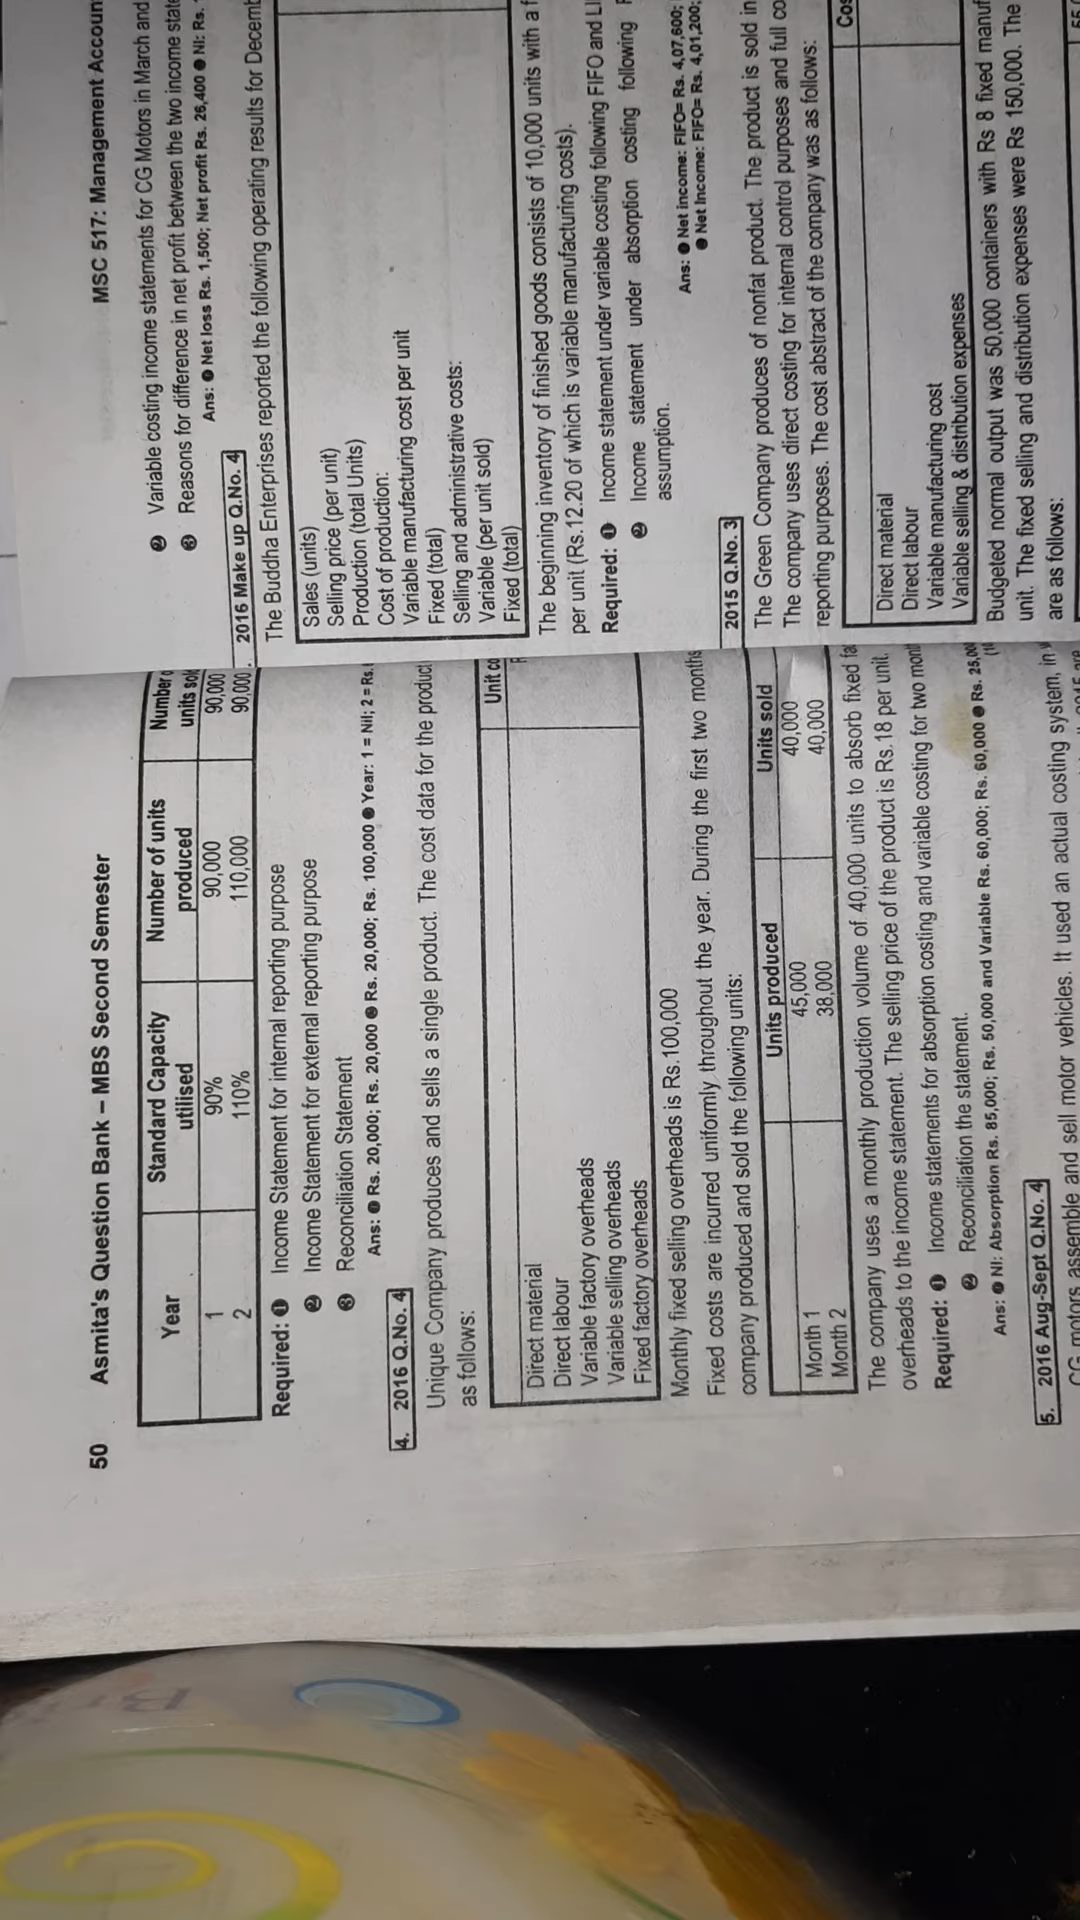 50 Asmita's Question Bank – MBS Second Semester
Year Standard Capacity utilised Number of units produced Number units
1 90% 90,000 90,000
2 110% 110,000 90,000
Required: ❶ Income Statement for internal reporting purpose
❷ Income Statement for external reporting purpose
❸ Reconciliation Statement
Ans: ❶ Rs. 20,000; Rs. 20,000 ❷ Rs. 20,000; Rs. 100,000 ❸ Year: 1 = Nil; 2 = Rs.
4. 2016 Q.No. 4
Unique Company produces and sells a single product. The cost data for the product
as follows:
Unit
Direct material
Direct labour
Variable factory overheads
Variable selling overheads
Fixed factory overheads
Monthly fixed selling overheads is Rs.100,000
Fixed costs are incurred uniformly throughout the year. During the first two months
company produced and sold the following units:
Units produced Units sold
Month 1 45,000 40,000
Month 2 38,000 40,000
The company uses a monthly production volume of 40,000 units to absorb fixed
overheads to the income statement. The selling price of the product is Rs.18 per unit.
Required: ❶ Income statements for absorption costing and variable costing for two
❷ Reconciliation the statement.
Ans: ❶ NI: Absorption Rs. 85,000; Rs. 50,000 and Variable Rs. 60,000; Rs. 60,000 ❷ Rs.
5. 2016 Aug-Sept Q.No. 4
CG motors assemble and sell motor vehicles. It used an actual costing system, in
MSC 517: Management
❷ Variable costing income statements for CG Motors in March and
❸ Reasons for difference in net profit between the two income
Ans: ❶ Net loss Rs. 1,500; Net profit Rs. 26,400 ❷ NI: Rs.
2016 Make up Q.No. 4
The Buddha Enterprises reported the following operating results for
Sales (units)
Selling price (per unit)
Production (total Units)
Cost of production:
Variable manufacturing cost per unit
Fixed (total)
Selling and administrative costs:
Variable (per unit sold)
Fixed (total)
The beginning inventory of finished goods consists of 10,000 units with a
per unit (Rs.12.20 of which is variable manufacturing costs).
Required: ❶ Income statement under variable costing following FIFO and
❷ Income statement under absorption costing following
assumption.
Ans: ❶ Net income: FIFO= Rs. 4,07,600;
❷ Net Income: FIFO= Rs. 4,01,200;
2015 Q.No. 3
The Green Company produces of nonfat product. The product is sold in
The company uses direct costing for internal control purposes and full
reporting purposes. The cost abstract of the company was as follows:
Direct material
Direct labour
Variable manufacturing cost
Variable selling & distribution expenses
Budgeted normal output was 50,000 containers with Rs 8 fixed
unit. The fixed selling and distribution expenses were Rs 150,000. The
are as follows: